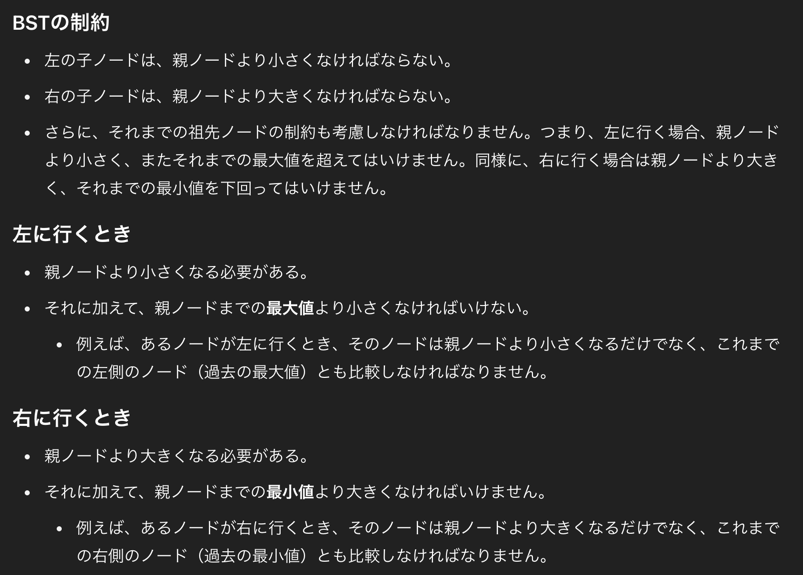 BSTの制約
• 左の子ノードは、親ノードより小さくなければならない。
• 右の子ノードは、親ノードより大きくなければならない。
• さらに、それまでの祖先ノードの制約も考慮しなければなりません。つまり、左に行く場合、親ノード
より小さく、またそれまでの最大値を超えてはいけません。同様に、右に行く場合は親ノードより大き
く、それまでの最小値を下回ってはいけません。
左に行くとき
• 親ノードより小さくなる必要がある。
• それに加えて、親ノードまでの最大値より小さくなければいけない。
• 例えば、あるノードが左に行くとき、そのノードは親ノードより小さくなるだけでなく、これまで
の左側のノード（過去の最大値）とも比較しなければなりません。
右に行くとき
• 親ノードより大きくなる必要がある。
• それに加えて、親ノードまでの最小値より大きくなければいけません。
• 例えば、あるノードが右に行くとき、そのノードは親ノードより大きくなるだけでなく、これまで
の右側のノード（過去の最小値）とも比較しなければなりません。